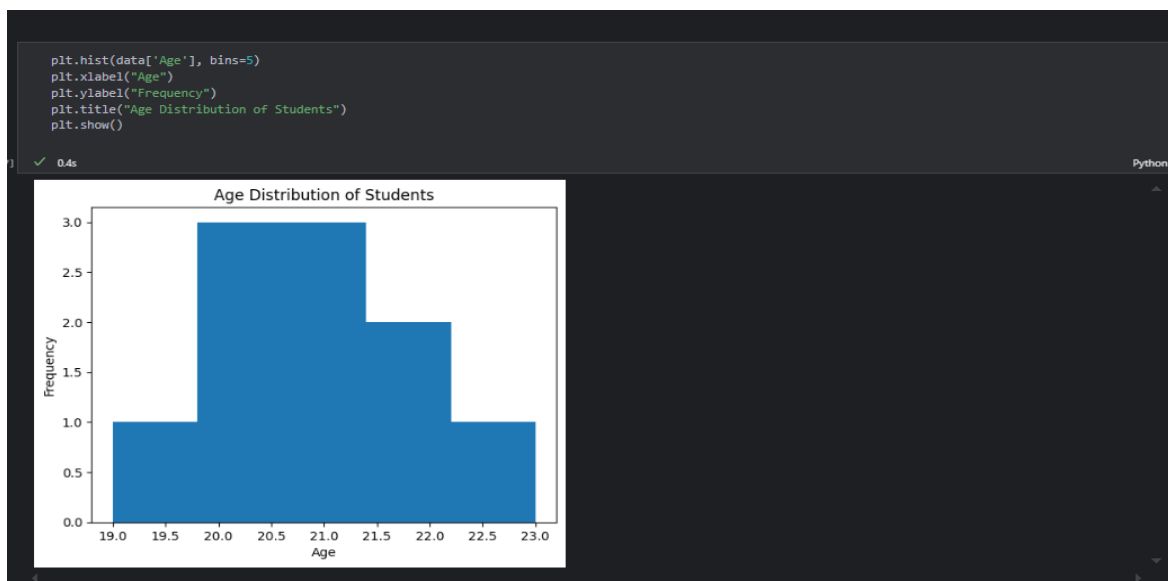 plt.hist(data['Age'], bins=5)
plt.xlabel("Age")
plt.ylabel("Frequency")
plt.title("Age Distribution of Students")
plt.show()
✓ 0.4s
Python
Age Distribution of Students
3.0
2.5
2.0
1.5
1.0
0.5
0.0
Frequency
19.0 19.5 20.0 20.5 21.0 21.5 22.0 22.5 23.0
Age